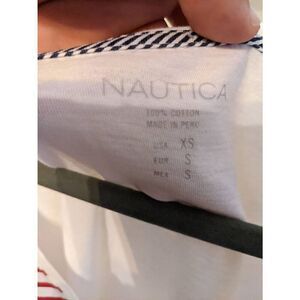 NAUTICA
100% COTTON
MADE IN PERU
USA XS
EUR S
MEX S